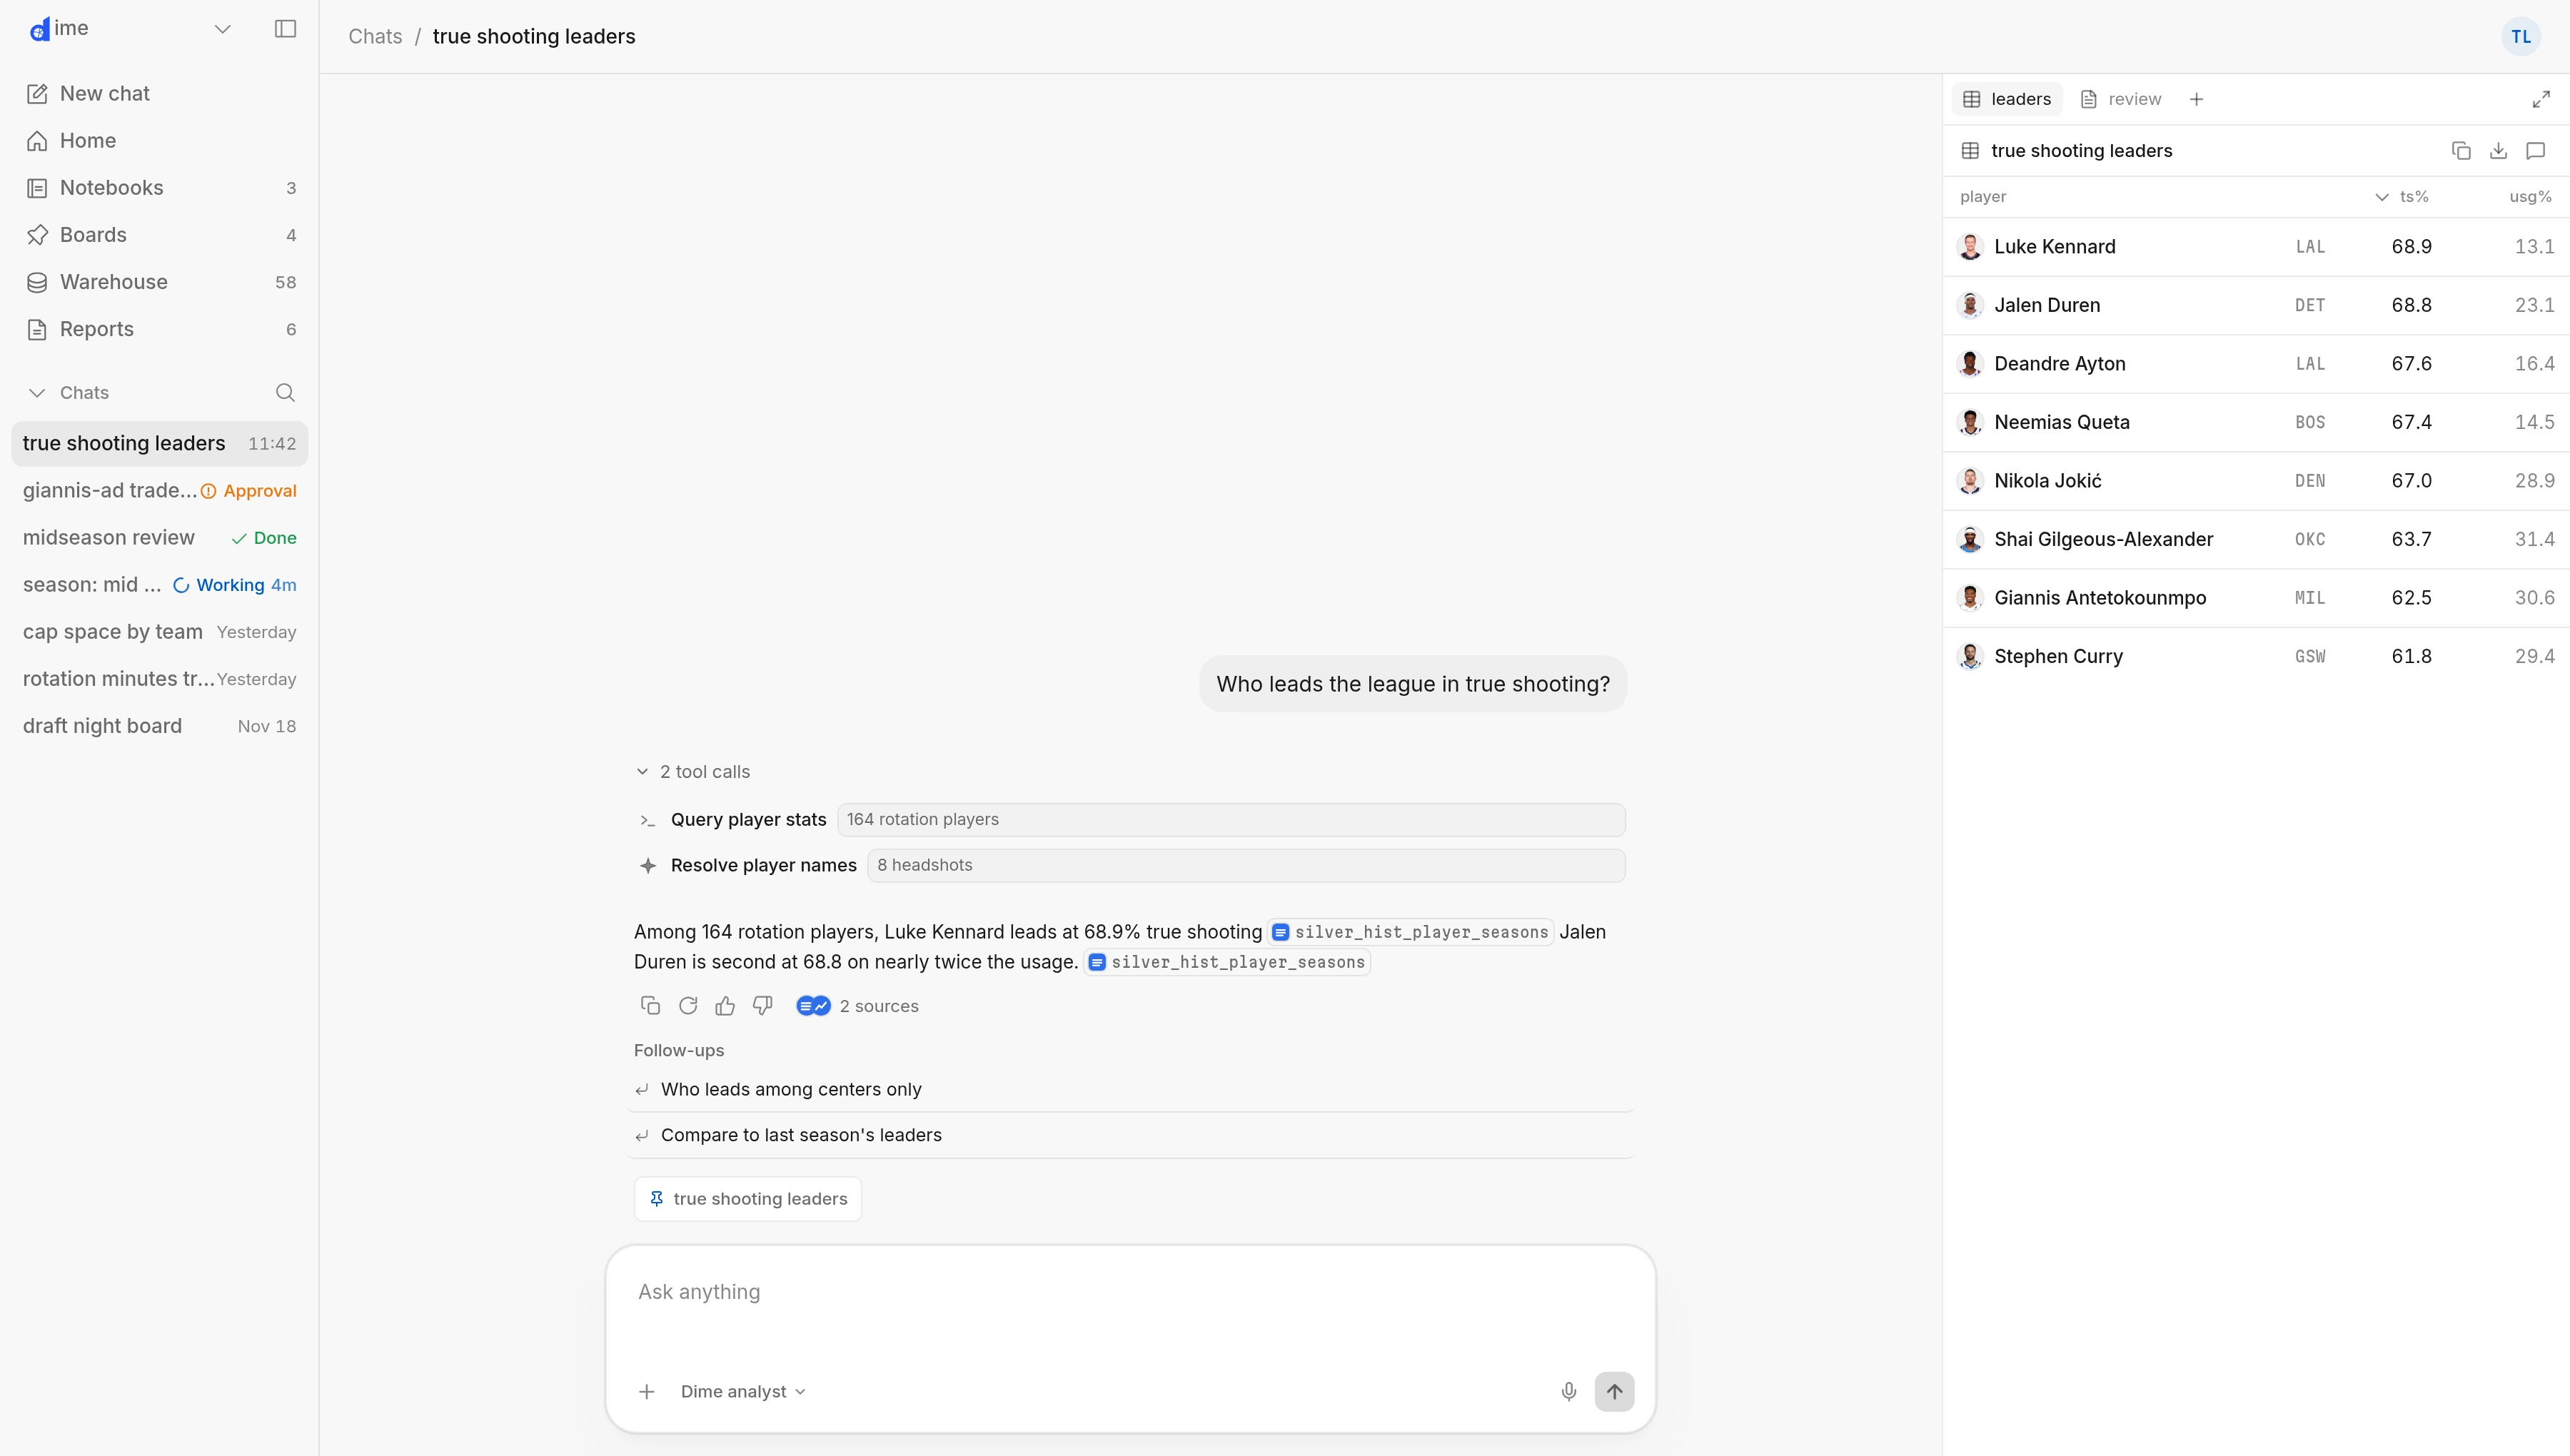 dime
New chat
Home
Notebooks 3
Boards 4
Warehouse 58
Reports 6
Chats
true shooting leaders 11:42
giannis-ad trade... Approval
midseason review Done
season: mid ... Working 4m
cap space by team Yesterday
rotation minutes tr... Yesterday
draft night board Nov 18
Chats / true shooting leaders
TL
Who leads the league in true shooting?
2 tool calls
Query player stats 164 rotation players
Resolve player names 8 headshots
Among 164 rotation players, Luke Kennard leads at 68.9% true shooting silver_hist_player_seasons Jalen
Duren is second at 68.8 on nearly twice the usage. silver_hist_player_seasons
2 sources
Follow-ups
Who leads among centers only
Compare to last season's leaders
true shooting leaders
Ask anything
Dime analyst
leaders review
true shooting leaders
player ts% usg%
Luke Kennard LAL 68.9 13.1
Jalen Duren DET 68.8 23.1
Deandre Ayton LAL 67.6 16.4
Neemias Queta BOS 67.4 14.5
Nikola Jokić DEN 67.0 28.9
Shai Gilgeous-Alexander OKC 63.7 31.4
Giannis Antetokounmpo MIL 62.5 30.6
Stephen Curry GSW 61.8 29.4